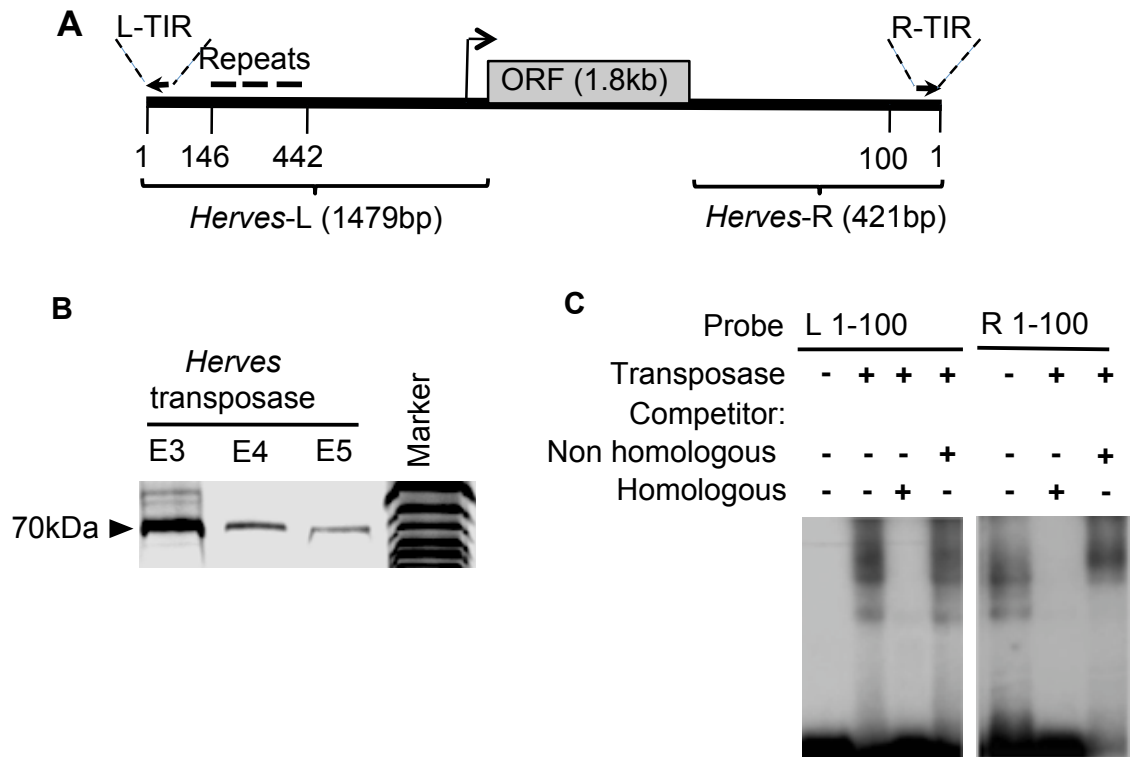 A
L-TIR
R-TIR
Repeats
ORF (1.8kb)
1 146 442 100 1
Herves-L (1479bp)
Herves-R (421bp)
B
Herves
transposase
E3 E4 E5
Marker
70kDa
C
Probe L 1-100 R 1-100
Transposase - + + + - + +
Competitor:
Non homologous - - - + - - +
Homologous - - + - - + -